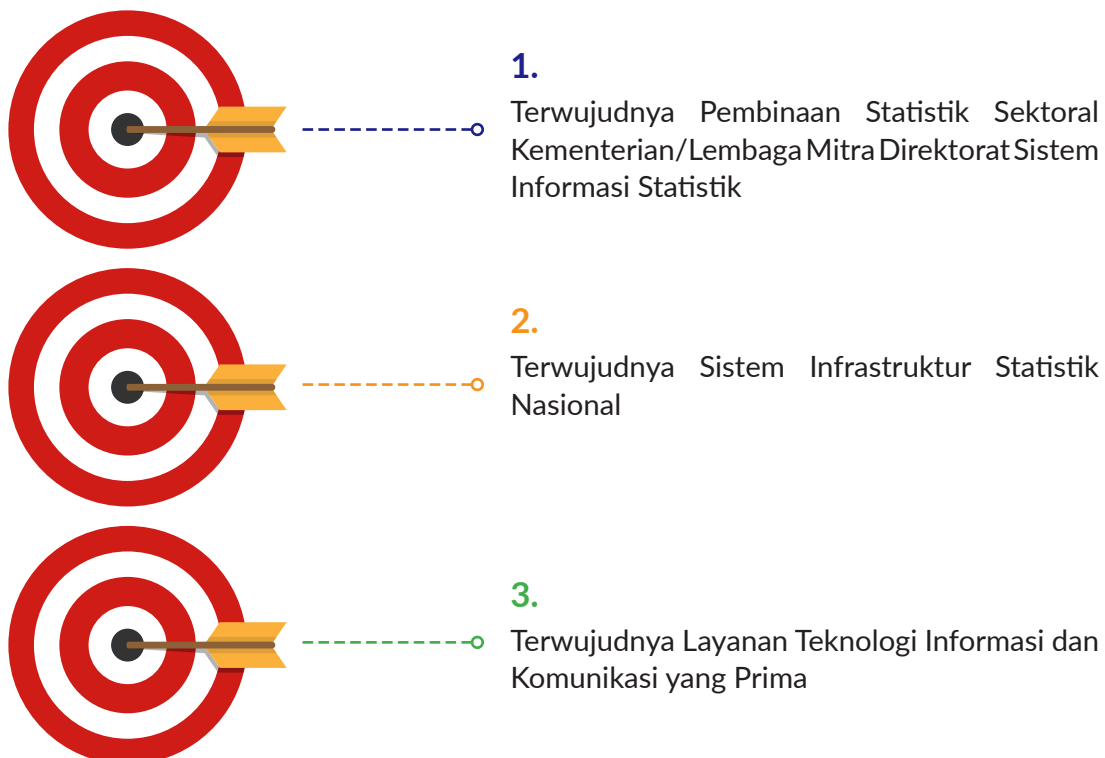 1.
Terwujudnya Pembinaan Statistik Sektoral
Kementerian/Lembaga Mitra Direktorat Sistem
Informasi Statistik
2.
Terwujudnya Sistem Infrastruktur Statistik
Nasional
3.
Terwujudnya Layanan Teknologi Informasi dan
Komunikasi yang Prima